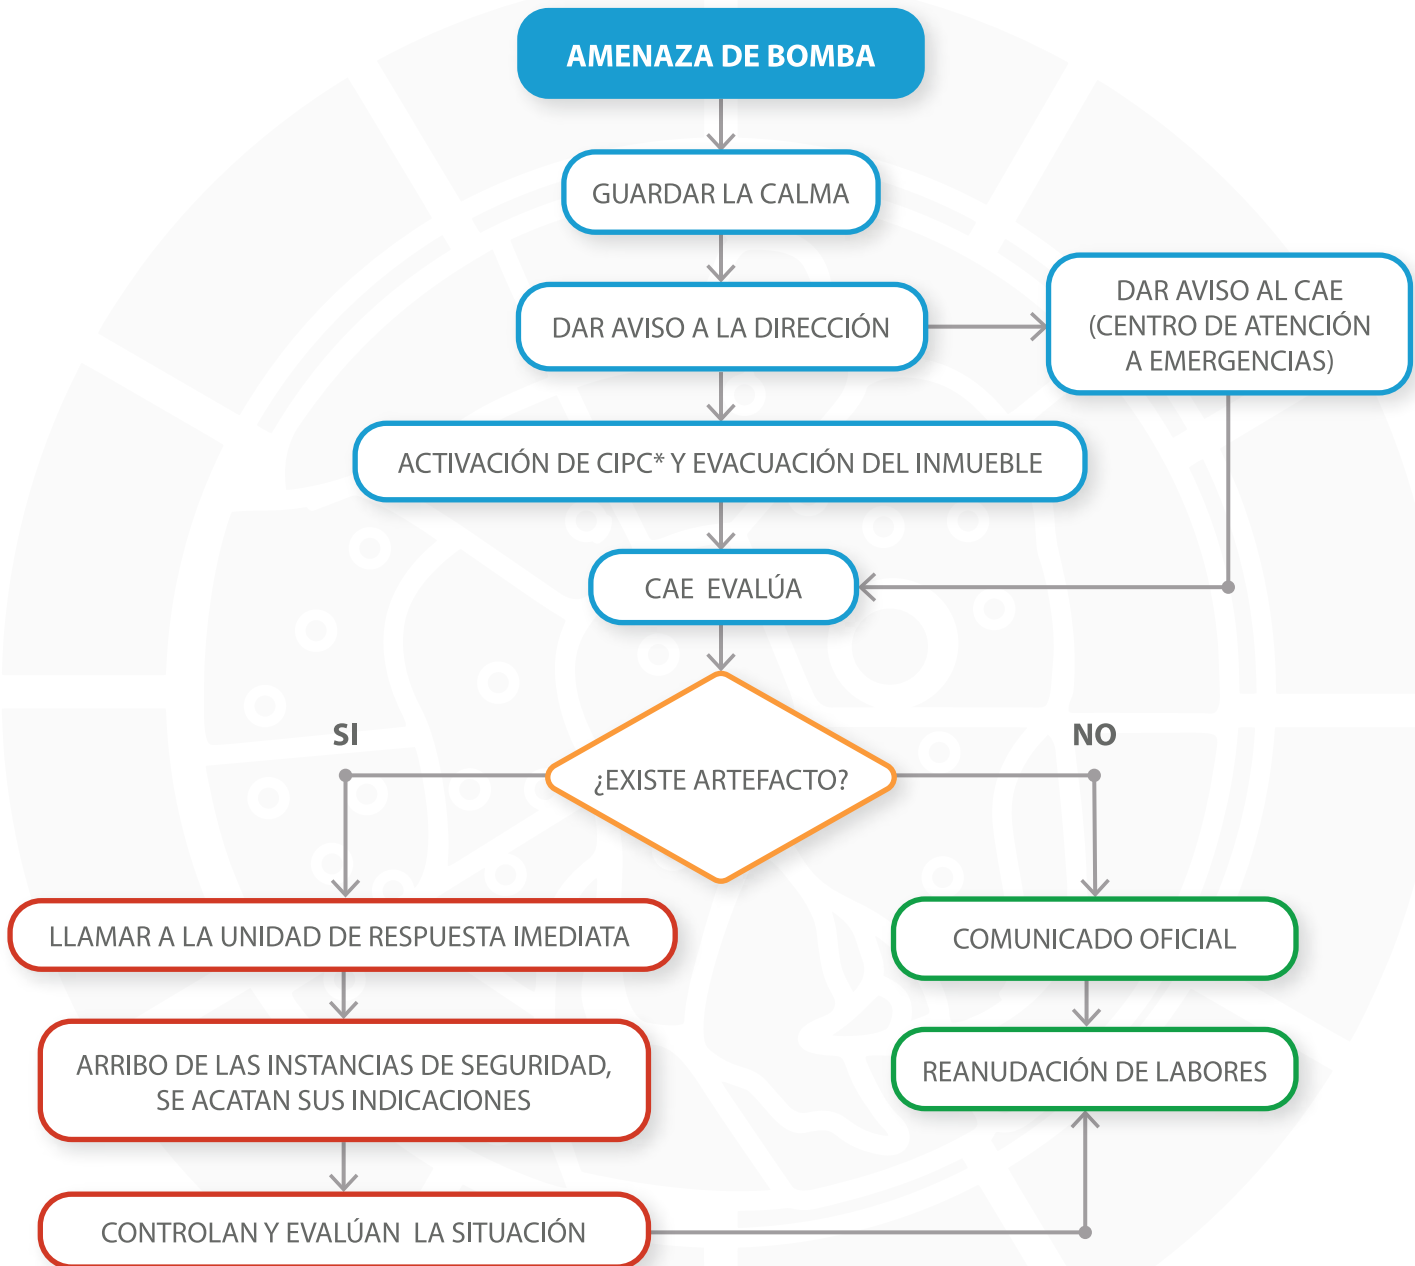 AMENAZA DE BOMBA
GUARDAR LA CALMA
DAR AVISO A LA DIRECCIÓN
DAR AVISO AL CAE
(CENTRO DE ATENCIÓN
A EMERGENCIAS)
ACTIVACIÓN DE CIPC* Y EVACUACIÓN DEL INMUEBLE
CAE EVALÚA
¿EXISTE ARTEFACTO?
SI
NO
LLAMAR A LA UNIDAD DE RESPUESTA IMEDIATA
ARRIBO DE LAS INSTANCIAS DE SEGURIDAD,
SE ACATAN SUS INDICACIONES
CONTROLAN Y EVALÚAN LA SITUACIÓN
COMUNICADO OFICIAL
REANUDACIÓN DE LABORES